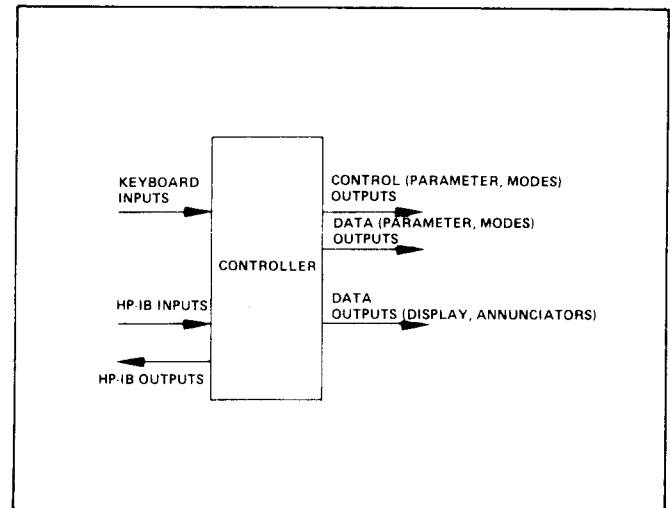 KEYBOARD
INPUTS
CONTROL (PARAMETER, MODES)
OUTPUTS
DATA (PARAMETER, MODES)
OUTPUTS
CONTROLLER
HP-IB INPUTS
DATA
OUTPUTS (DISPLAY, ANNUNCIATORS)
HP-IB OUTPUTS